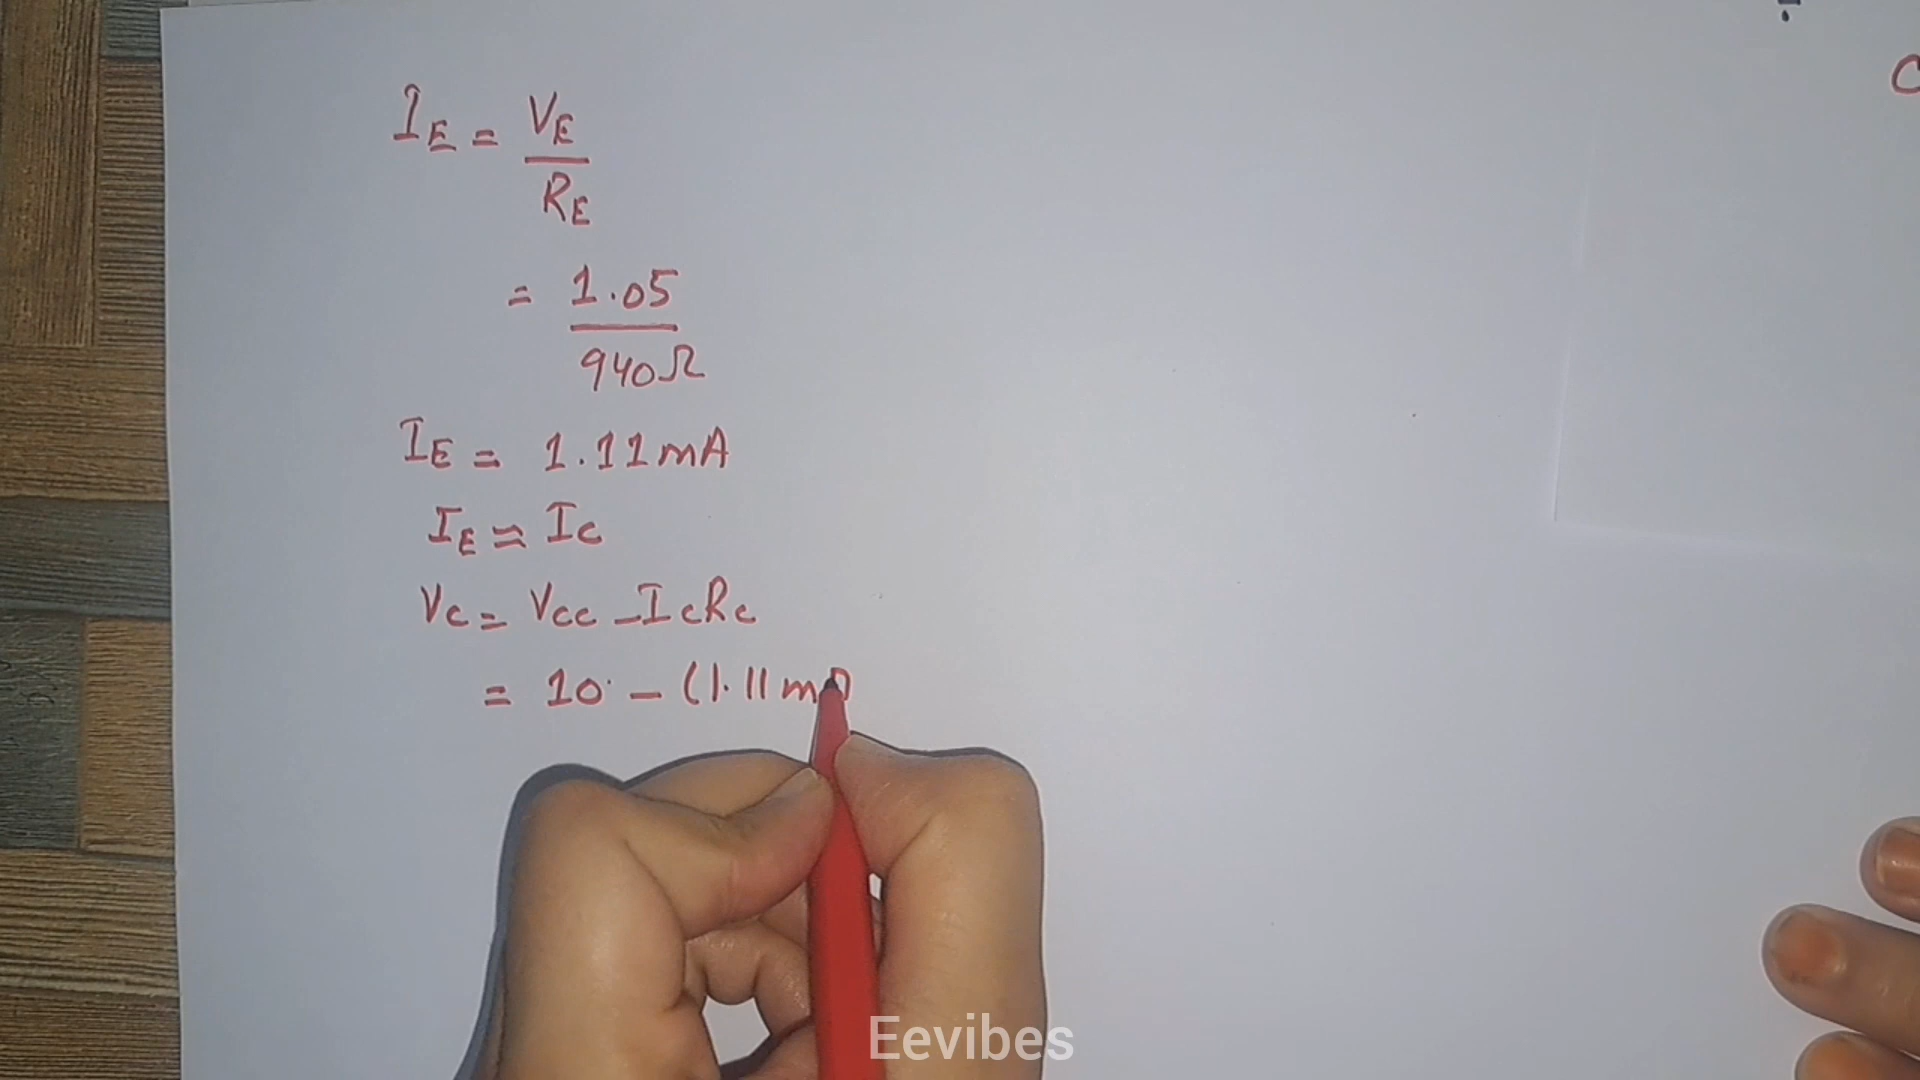 IE = VE
RE
= 1.05
940Ω
IE = 1.11mA
IE ≈ Ic
Vc = Vcc - IcRc
= 10 - (1.11m
Eevibes